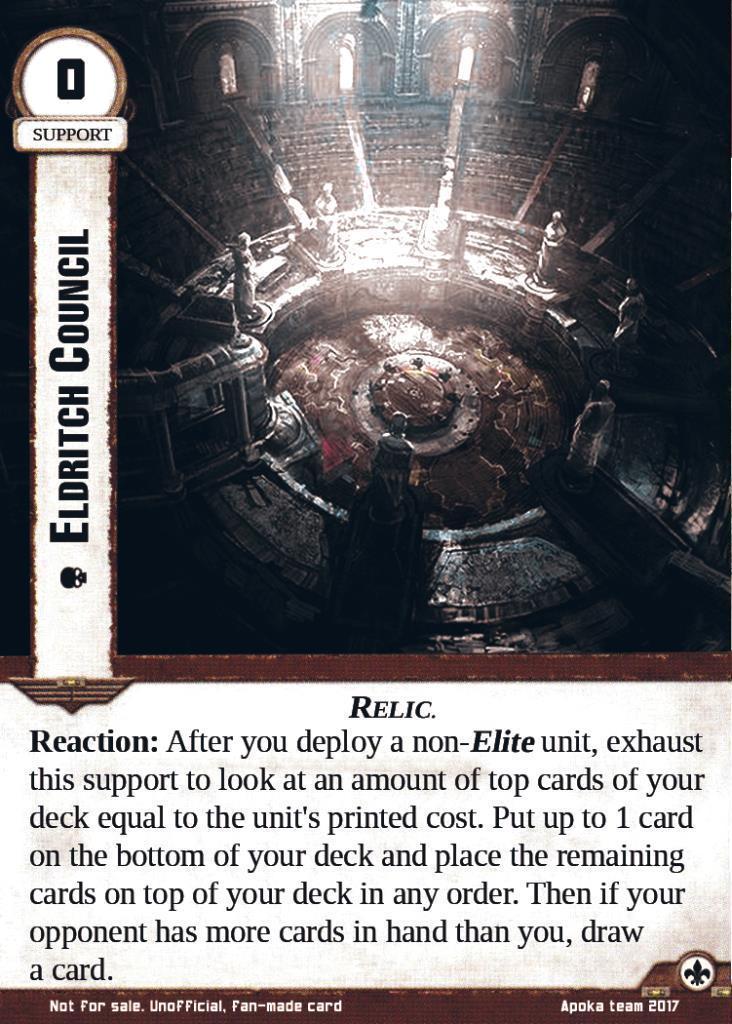 0
SUPPORT
ELDRITCH COUNCIL
RELIC.
Reaction: After you deploy a non-Elite unit, exhaust
this support to look at an amount of top cards of your
deck equal to the unit's printed cost. Put up to 1 card
on the bottom of your deck and place the remaining
cards on top of your deck in any order. Then if your
opponent has more cards in hand than you, draw
a card.
Not for sale. Unofficial, fan-made card
Apoka team 2017